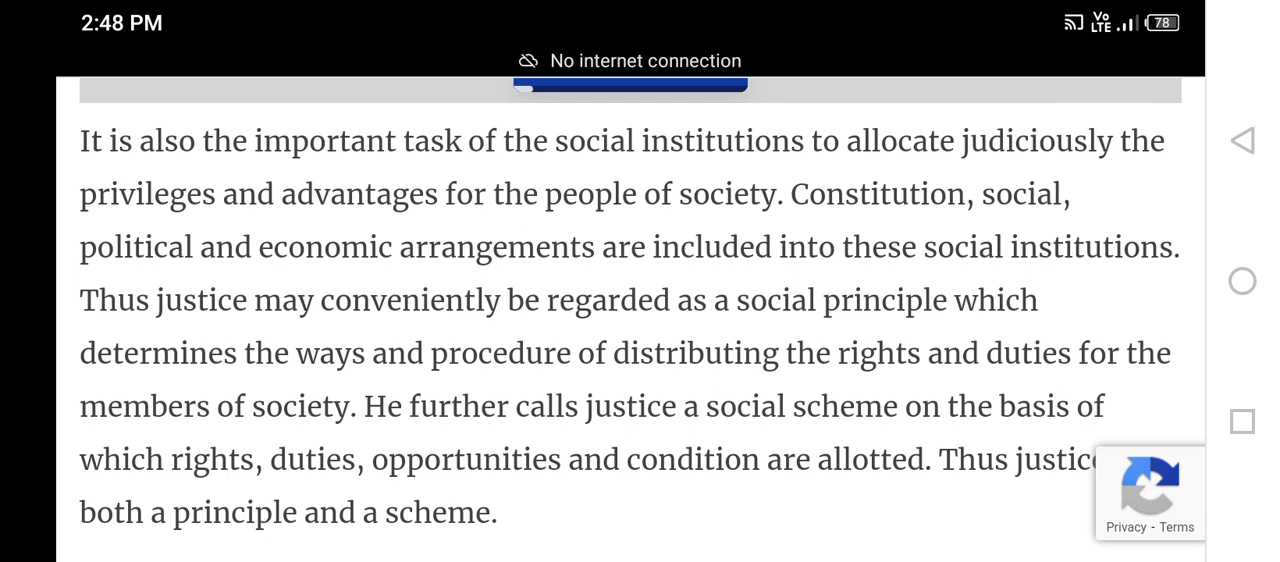 2:48 PM
Vo
LTE
78
No internet connection
It is also the important task of the social institutions to allocate judiciously the
privileges and advantages for the people of society. Constitution, social,
political and economic arrangements are included into these social institutions.
Thus justice may conveniently be regarded as a social principle which
determines the ways and procedure of distributing the rights and duties for the
members of society. He further calls justice a social scheme on the basis of
which rights, duties, opportunities and condition are allotted. Thus justice
both a principle and a scheme.
Privacy - Terms